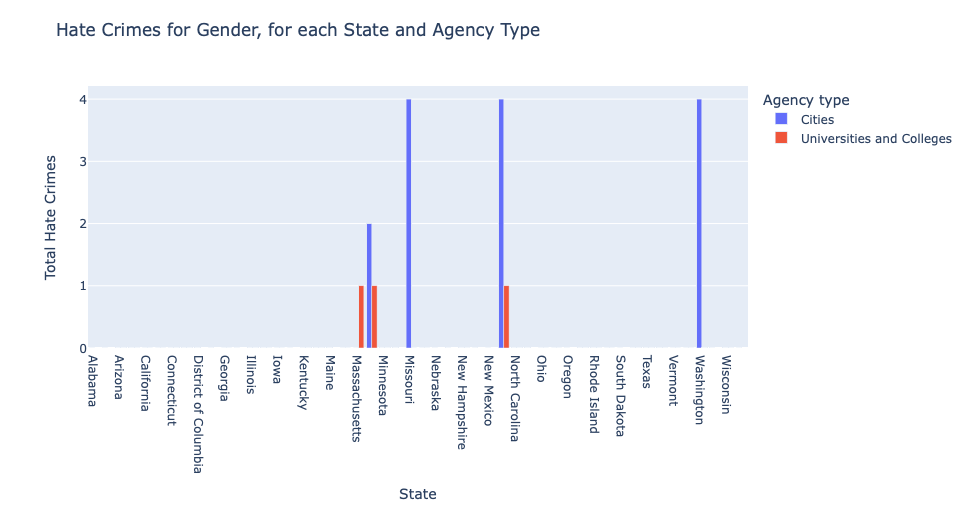 Hate Crimes for Gender, for each State and Agency Type
Agency type
Cities
Universities and Colleges
Total Hate Crimes
4
3
2
1
0
Alabama
Arizona
California
Connecticut
District of Columbia
Georgia
Illinois
Iowa
Kentucky
Maine
Massachusetts
Minnesota
Missouri
Nebraska
New Hampshire
New Mexico
North Carolina
Ohio
Oregon
Rhode Island
South Dakota
Texas
Vermont
Washington
Wisconsin
State